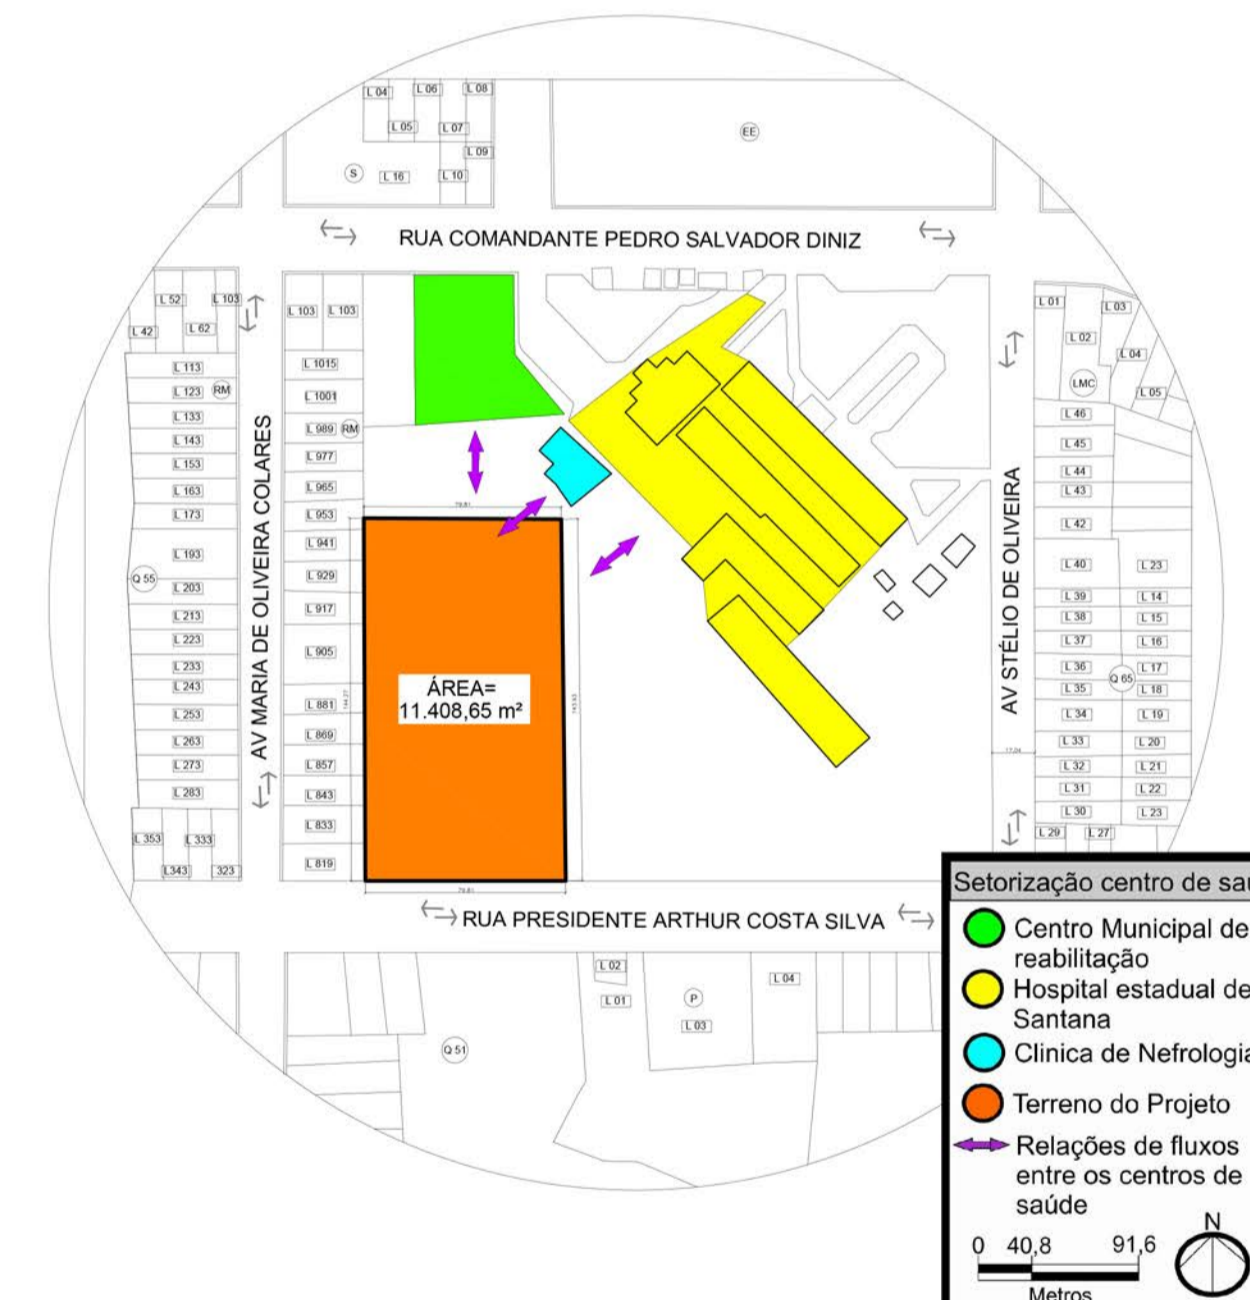 L 04
L 06
L 08
L 05
L 07
L 09
S
L 16
L 10
EE
RUA COMANDANTE PEDRO SALVADOR DINIZ
L 52
L 103
L 42
L 62
L 113
L 123
RM
L 133
L 143
L 153
L 163
L 173
L 193
Q 55
L 203
L 213
L 223
L 233
L 243
L 253
L 263
L 273
L 283
L 353
L 333
L343
323
AV MARIA DE OLIVEIRA COLARES
L 103
L 103
L 1015
L 1001
L 989
RM
L 977
L 965
L 953
L 941
L 929
L 917
L 905
L 881
L 869
L 857
L 843
L 833
L 819
79,81
ÁREA=
11.408,65 m²
79,81
AV STÉLIO DE OLIVEIRA
17,04
L 01
L 03
L 02
L 04
LMC
L 05
L 46
L 45
L 44
L 43
L 42
L 40
L 23
L 39
L 14
L 38
L 15
L 37
L 16
L 36
L 17
Q 65
L 35
L 18
L 34
L 19
L 33
L 20
L 32
L 21
L 31
L 22
L 30
L 23
L 29
L 27
RUA PRESIDENTE ARTHUR COSTA SILVA
L 02
L 01
P
L 03
L 04
Q 51
Setorização centro de saú
Centro Municipal de
reabilitação
Hospital estadual de
Santana
Clinica de Nefrologia
Terreno do Projeto
Relações de fluxos
entre os centros de
saúde
0 40,8 91,6
Metros
N